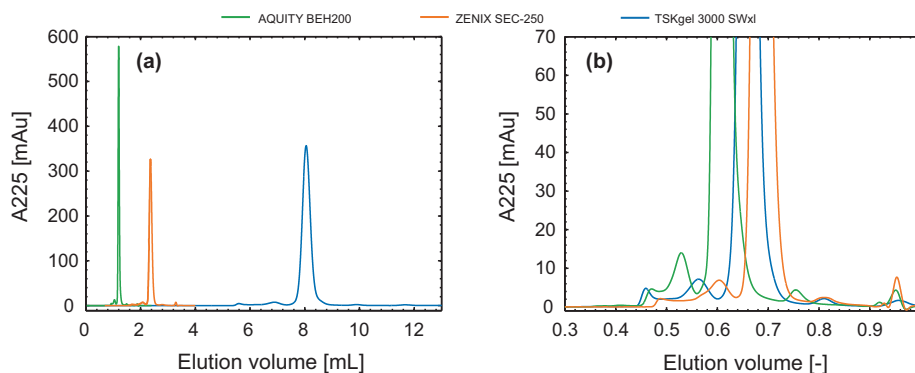 AQUITY BEH200 ZENIX SEC-250 TSKgel 3000 SWxl
(a)
A225 [mAu]
600
500
400
300
200
100
0
0 2 4 6 8 10 12
Elution volume [mL]
(b)
A225 [mAu]
70
60
50
40
30
20
10
0
0.3 0.4 0.5 0.6 0.7 0.8 0.9
Elution volume [-]